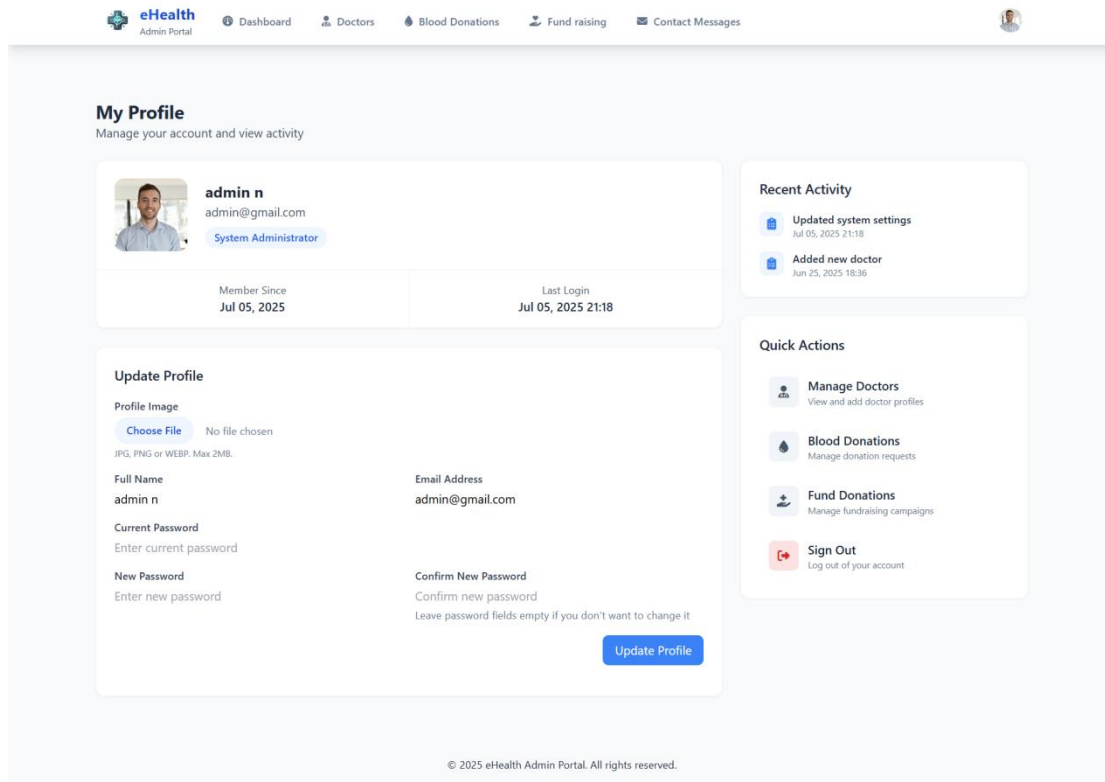 eHealth
Admin Portal
Dashboard
Doctors
Blood Donations
Fund raising
Contact Messages
My Profile
Manage your account and view activity
admin n
admin@gmail.com
System Administrator
Member Since
Jul 05, 2025
Last Login
Jul 05, 2025 21:18
Update Profile
Profile Image
Choose File No file chosen
JPG, PNG or WEBP. Max 2MB.
Full Name
admin n
Email Address
admin@gmail.com
Current Password
Enter current password
New Password
Enter new password
Confirm New Password
Confirm new password
Leave password fields empty if you don't want to change it
Update Profile
Recent Activity
Updated system settings
Jul 05, 2025 21:18
Added new doctor
Jun 25, 2025 18:36
Quick Actions
Manage Doctors
View and add doctor profiles
Blood Donations
Manage donation requests
Fund Donations
Manage fundraising campaigns
Sign Out
Log out of your account
© 2025 eHealth Admin Portal. All rights reserved.